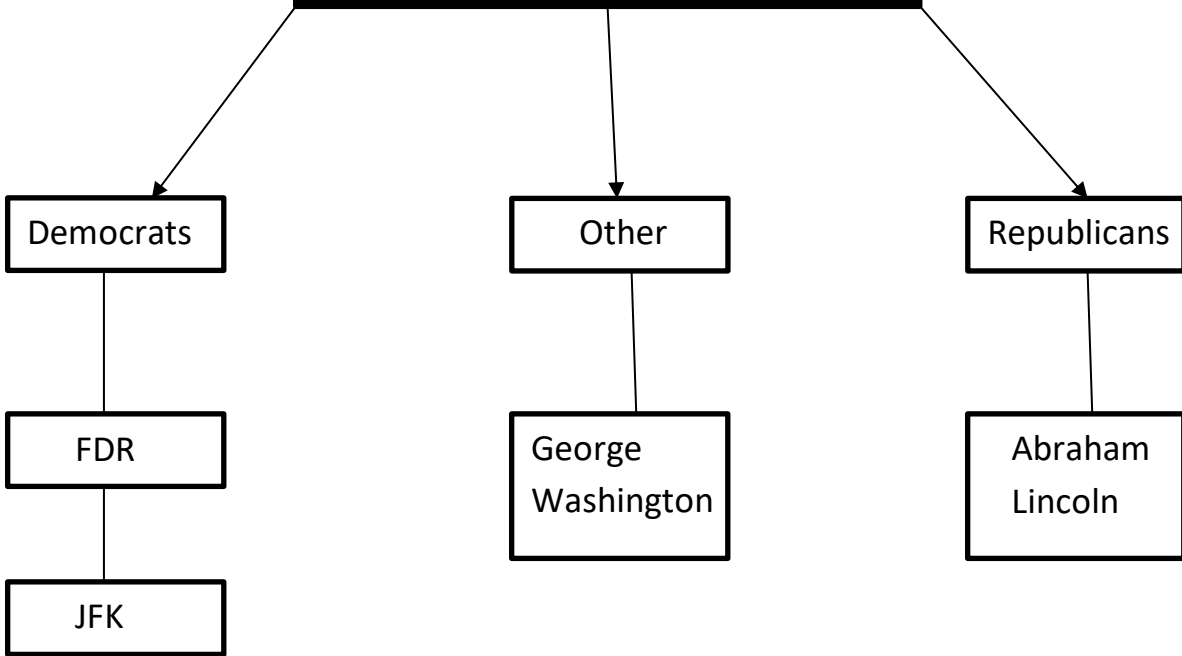 Democrats
Other
Republicans
FDR
George
Washington
Abraham
Lincoln
JFK